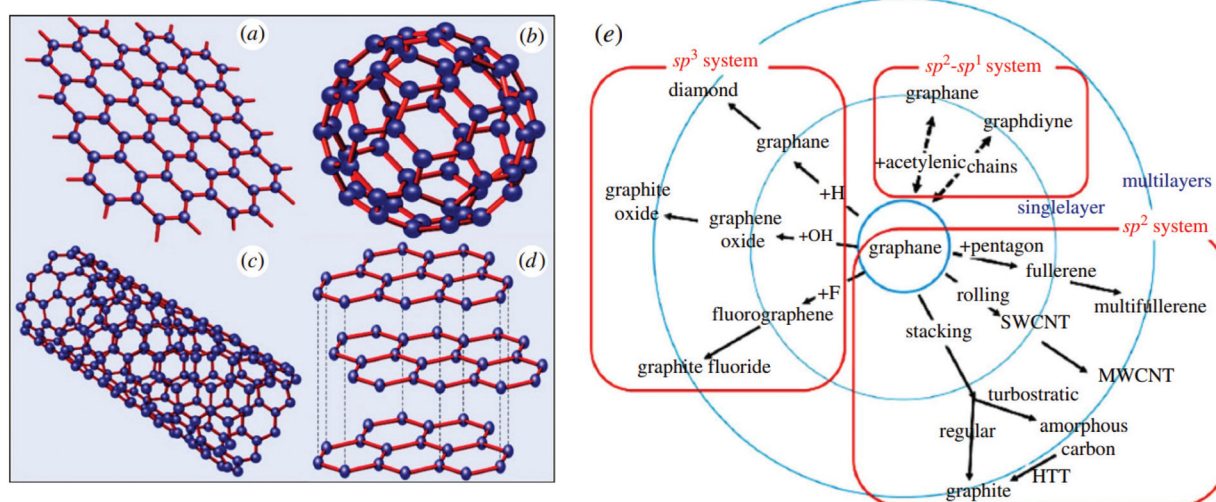 (a)
(b)
(c)
(d)
(e)
sp3 system
diamond
graphane
graphite
oxide
graphene
oxide
+H
+OH
+F
fluorographene
graphite fluoride
sp2-sp1 system
graphane
graphdiyne
+acetylenic
chains
multilayers
singlelayer
sp2 system
graphane
+pentagon
fullerene
multifullerene
rolling
SWCNT
MWCNT
stacking
turbostratic
regular
amorphous
carbon
HTT
graphite